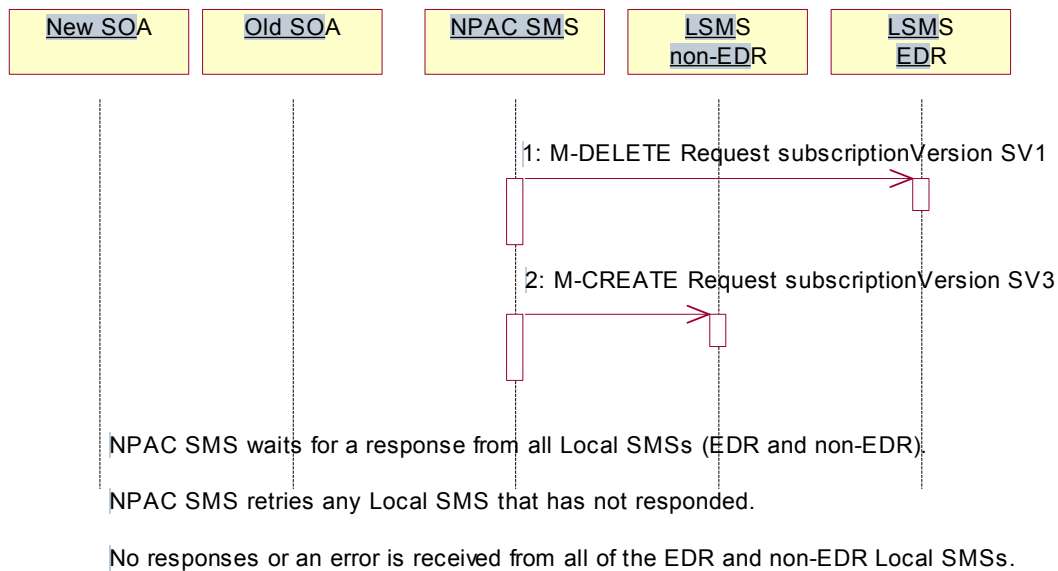 New SOA
Old SOA
NPAC SMS
LSMS
non-EDR
LSMS
EDR
1: M-DELETE Request subscriptionVersion SV1
2: M-CREATE Request subscriptionVersion SV3
NPAC SMS waits for a response from all Local SMSs (EDR and non-EDR).
NPAC SMS retries any Local SMS that has not responded.
No responses or an error is received from all of the EDR and non-EDR Local SMSs.